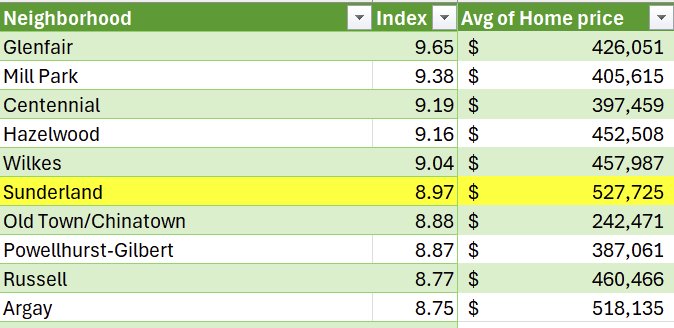 Neighborhood Index Avg of Home price
Glenfair 9.65 $ 426,051
Mill Park 9.38 $ 405,615
Centennial 9.19 $ 397,459
Hazelwood 9.16 $ 452,508
Wilkes 9.04 $ 457,987
Sunderland 8.97 $ 527,725
Old Town/Chinatown 8.88 $ 242,471
Powellhurst-Gilbert 8.87 $ 387,061
Russell 8.77 $ 460,466
Argay 8.75 $ 518,135